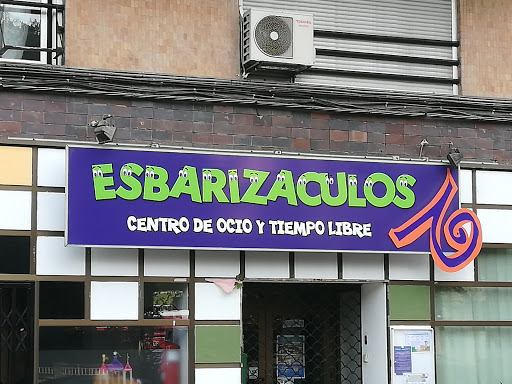 ESBARIZACULOS
CENTRO DE OCIO Y TIEMPO LIBRE